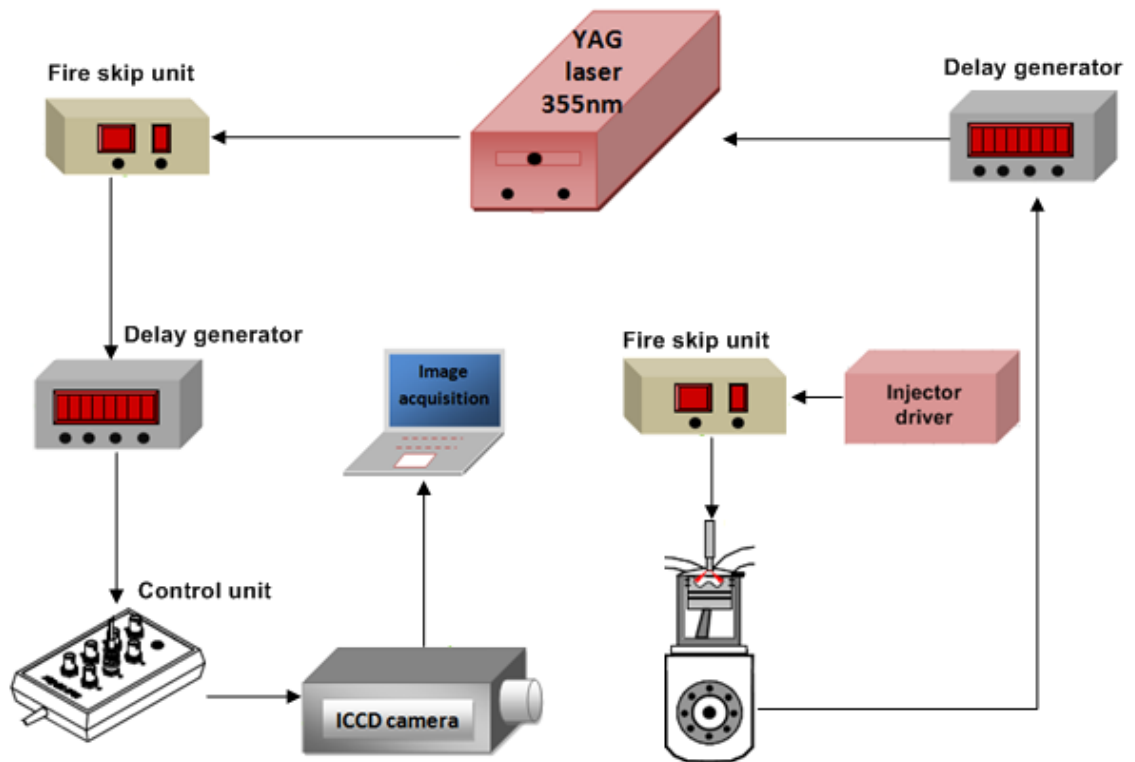 YAG
laser
355nm
Fire skip unit
Delay generator
Delay generator
Image
acquisition
Fire skip unit
Injector
driver
Control unit
ICCD camera